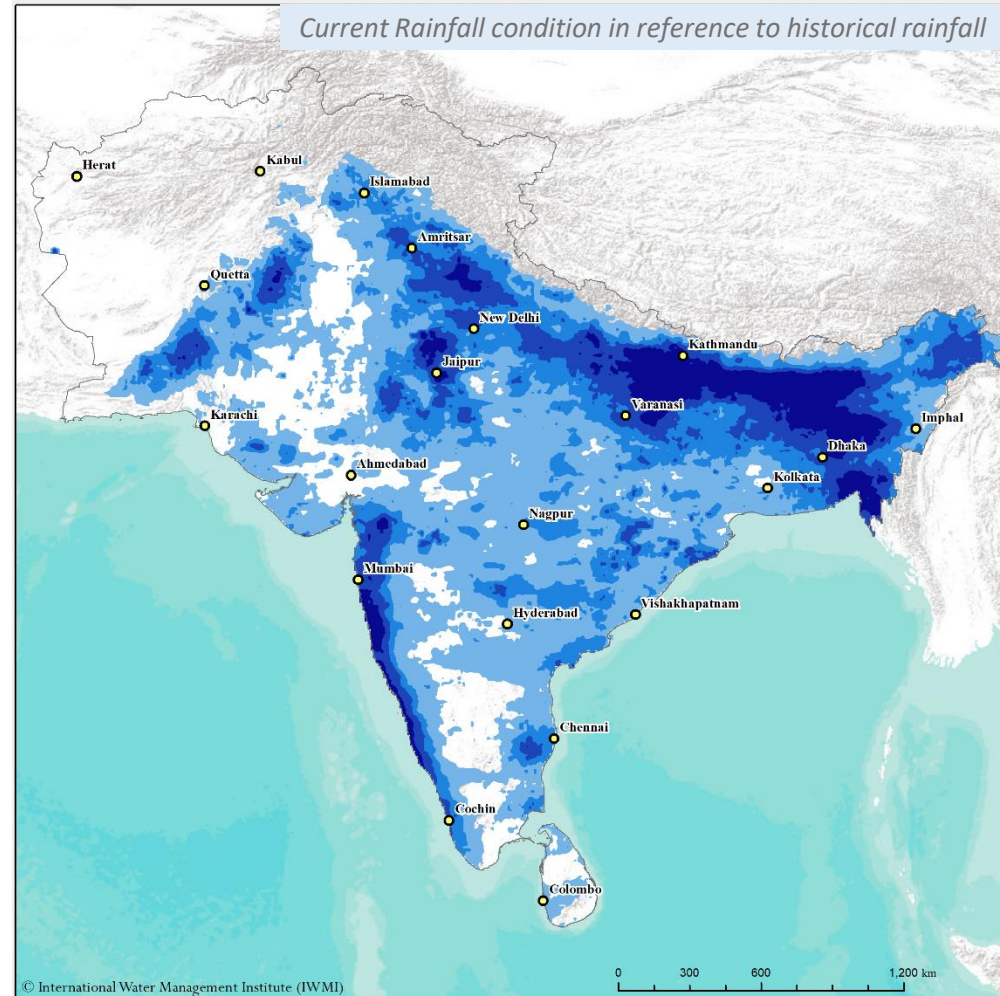 Current Rainfall condition in reference to historical rainfall
Herat
Kabul
Islamabad
Amritsar
Quetta
New Delhi
Kathmandu
Jaipur
Varanasi
Karachi
Imphal
Dhaka
Ahmedabad
Kolkata
Nagpur
Mumbai
Hyderabad
Vishakhapatnam
Chennai
Cochin
Colombo
0 300 600 1,200 km
© International Water Management Institute (IWMI)